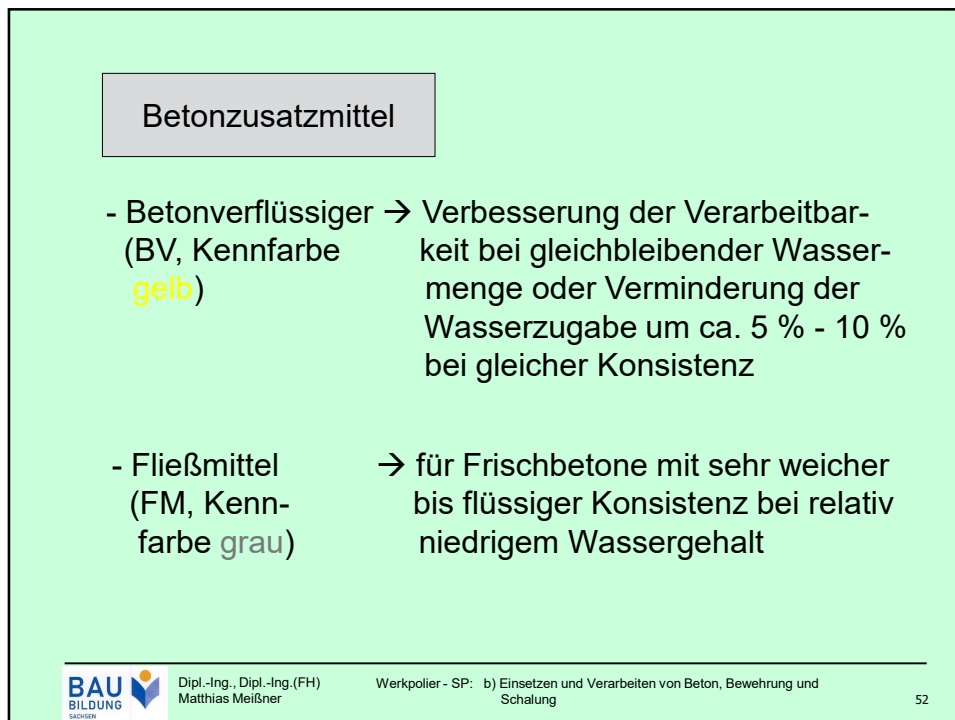 Betonzusatzmittel
- Betonverflüssiger → Verbesserung der Verarbeitbar-
(BV, Kennfarbe keit bei gleichbleibender Wasser-
gelb) menge oder Verminderung der
Wasserzugabe um ca. 5 % - 10 %
bei gleicher Konsistenz
- Fließmittel → für Frischbetone mit sehr weicher
(FM, Kenn- bis flüssiger Konsistenz bei relativ
farbe grau) niedrigem Wassergehalt
BAU
BILDUNG
SACHSEN
Dipl.-Ing., Dipl.-Ing.(FH)
Matthias Meißner
Werkpolier - SP: b) Einsetzen und Verarbeiten von Beton, Bewehrung und
Schalung
52